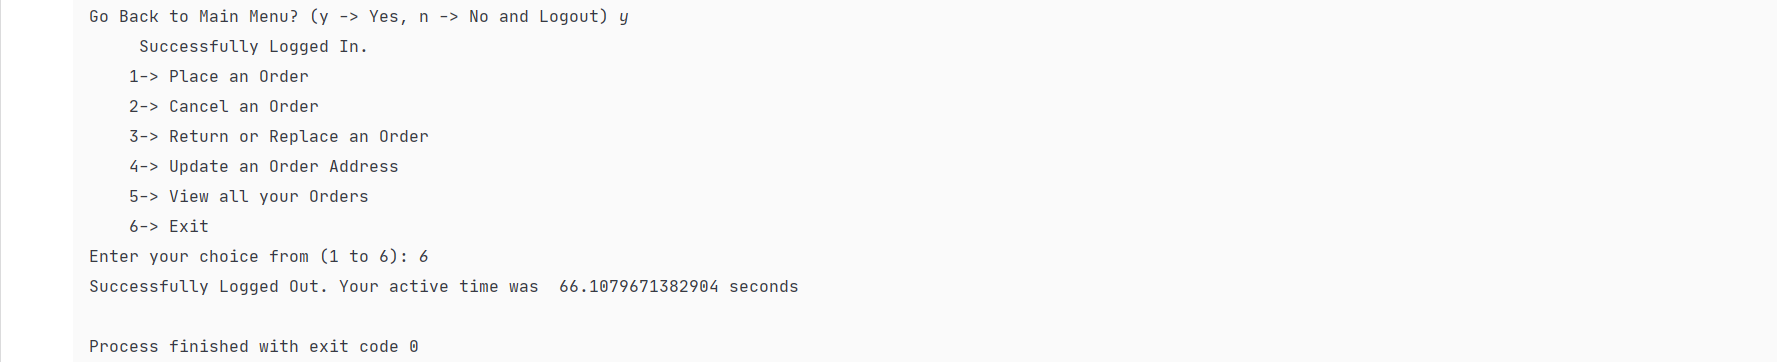 Go Back to Main Menu? (y -> Yes, n -> No and Logout) y
Successfully Logged In.
1-> Place an Order
2-> Cancel an Order
3-> Return or Replace an Order
4-> Update an Order Address
5-> View all your Orders
6-> Exit
Enter your choice from (1 to 6): 6
Successfully Logged Out. Your active time was  66.1079671382904 seconds
Process finished with exit code 0